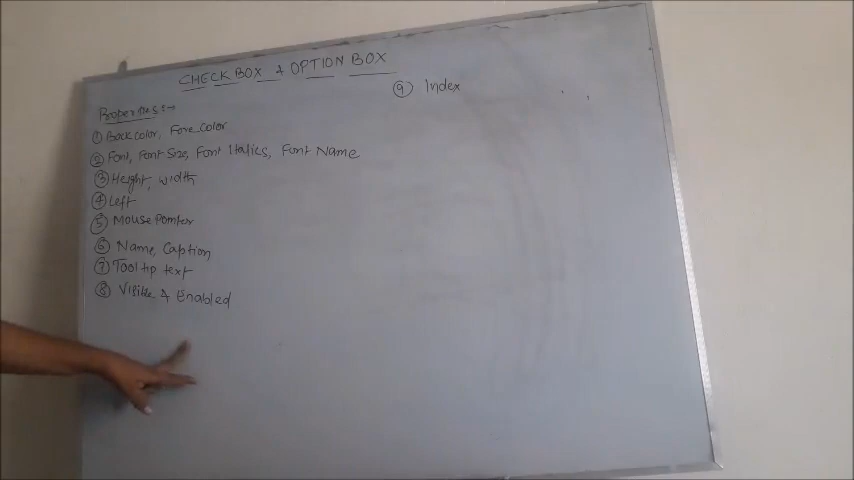 CHECK BOX & OPTION BOX
Properties:→
① Back color, Fore color
② Font, Font Size, Font Italics, Font Name
③ Height, width
④ Left
⑤ Mouse Pointer
⑥ Name, Caption
⑦ Tool tip text
⑧ Visible & Enabled
⑨ Index